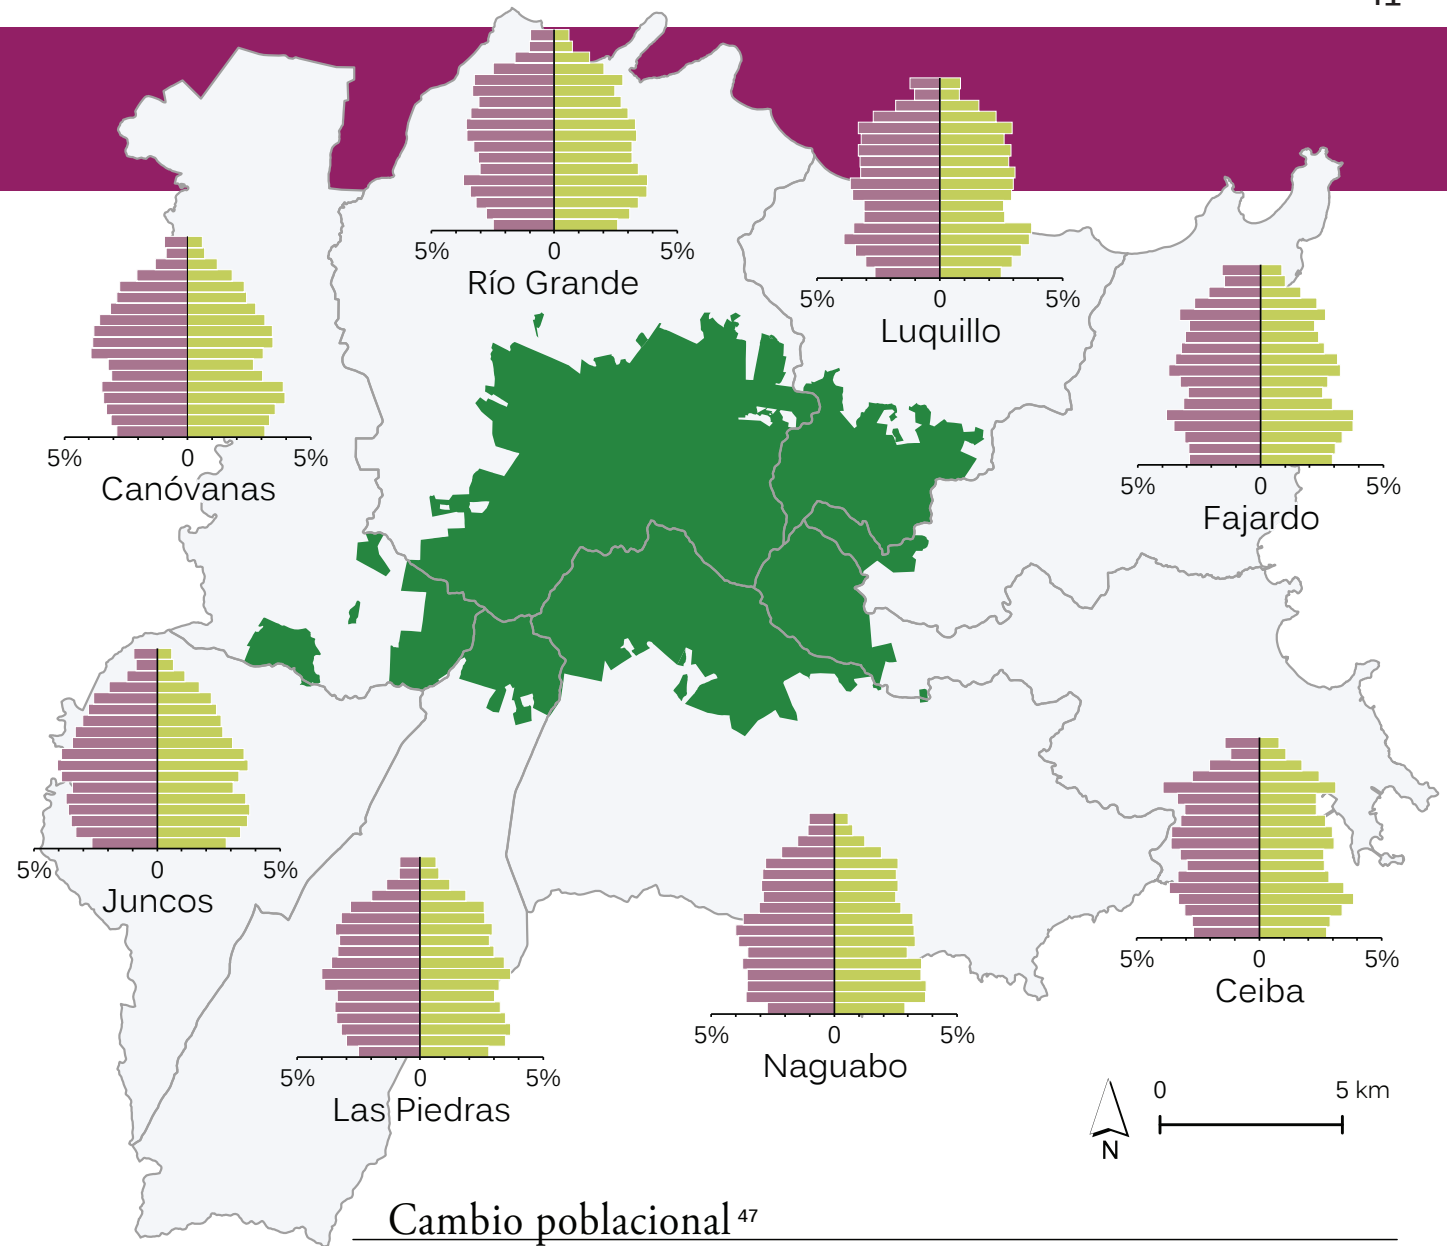 41
5% 0 5%
Río Grande
5% 0 5%
Luquillo
5% 0 5%
Canóvanas
5% 0 5%
Fajardo
5% 0 5%
Juncos
5% 0 5%
Ceiba
5% 0 5%
Naguabo
5% 0 5%
Las Piedras
0 5 km
N
Cambio poblacional 47